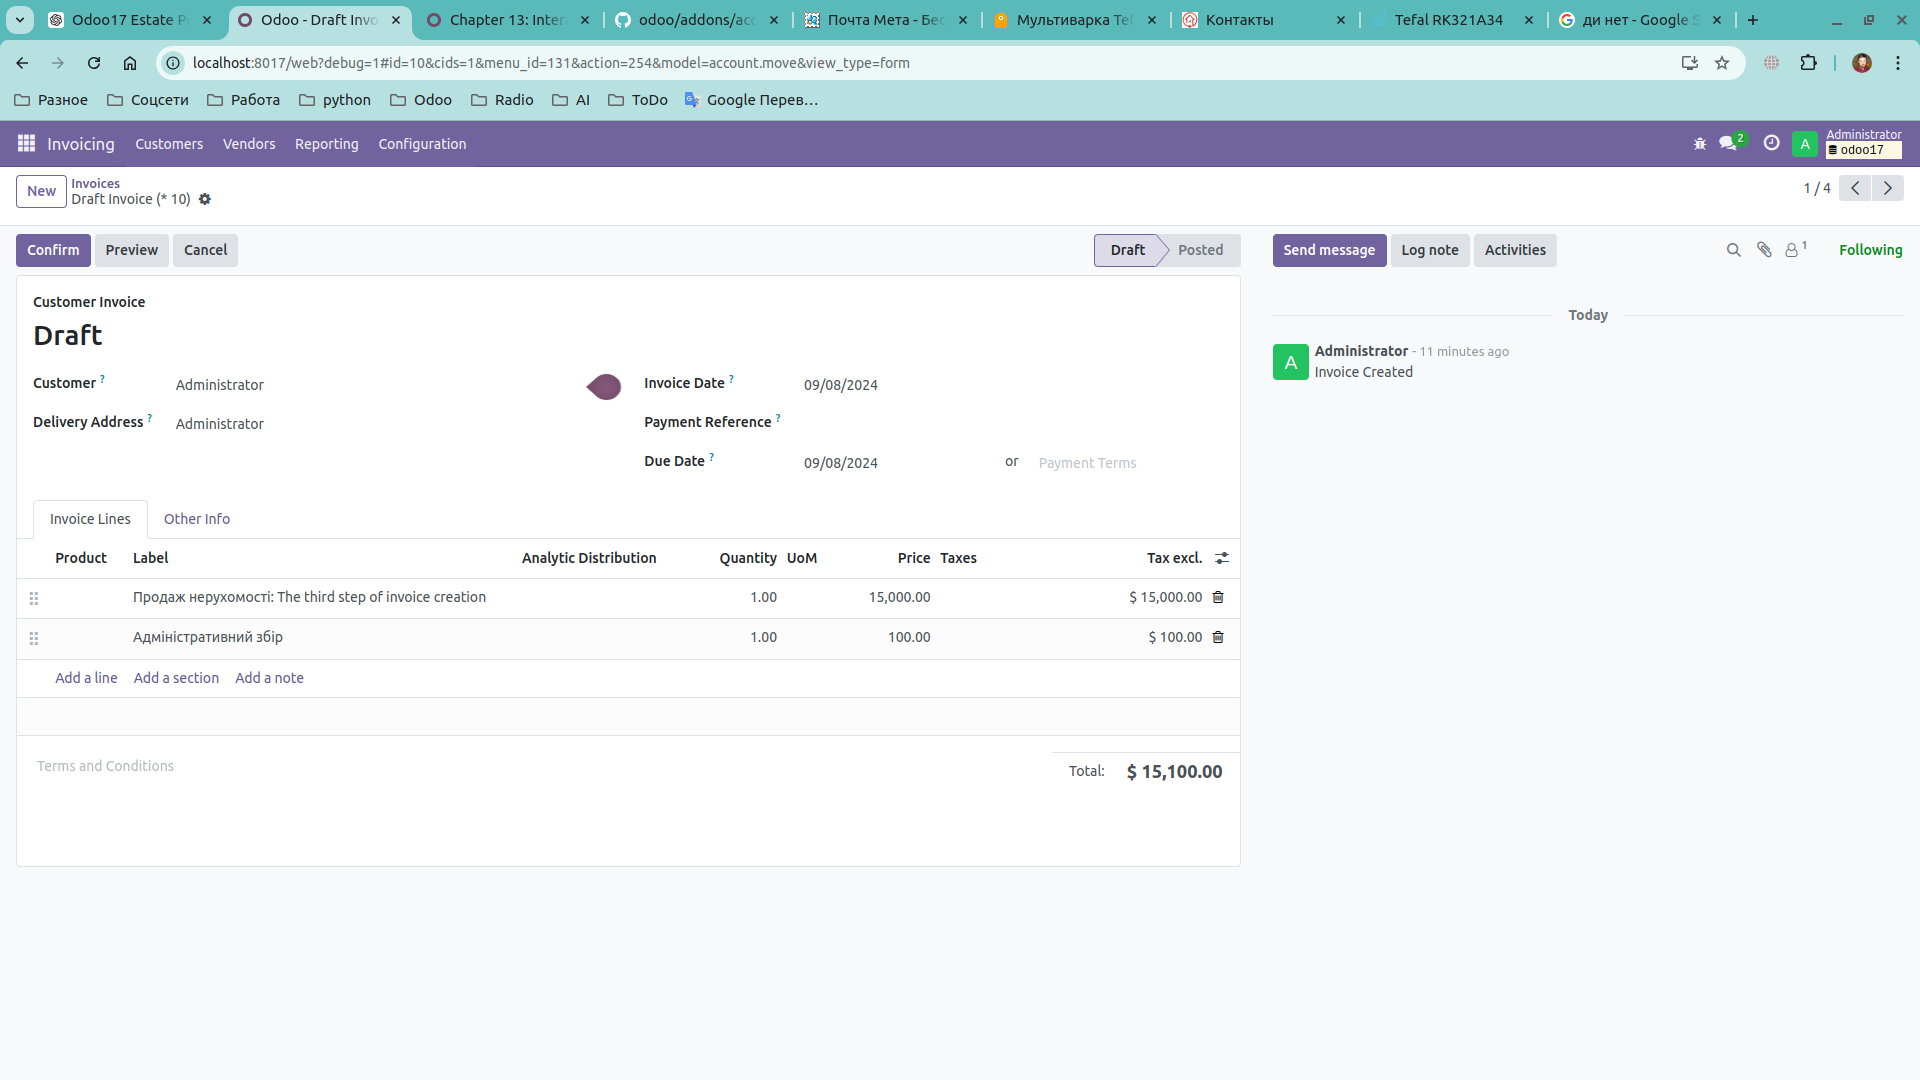 Odoo17 Estate P
Odoo - Draft Invo
Chapter 13: Inter
odoo/addons/acc
Почта Мета - Бес
Мультиварка Tef
Контакты
Tefal RK321A34
ди нет - Google S
localhost:8017/web?debug=1#id=10&cids=1&menu_id=131&action=254&model=account.move&view_type=form
Разное Соцсети Работа python Odoo Radio AI ToDo Google Перев…
Invoicing Customers Vendors Reporting Configuration
2
A
Administrator
odoo17
New
Invoices
Draft Invoice (* 10)
1 / 4
Confirm Preview Cancel
Draft Posted
Send message Log note Activities
1
Following
Customer Invoice
Draft
Customer ? Administrator
Invoice Date ? 09/08/2024
Delivery Address ? Administrator
Payment Reference ?
Due Date ? 09/08/2024 or Payment Terms
Today
A
Administrator - 11 minutes ago
Invoice Created
Invoice Lines Other Info
Product Label Analytic Distribution Quantity UoM Price Taxes Tax excl.
Продаж нерухомості: The third step of invoice creation 1.00 15,000.00 $ 15,000.00
Адміністративний збір 1.00 100.00 $ 100.00
Add a line Add a section Add a note
Terms and Conditions
Total: $ 15,100.00